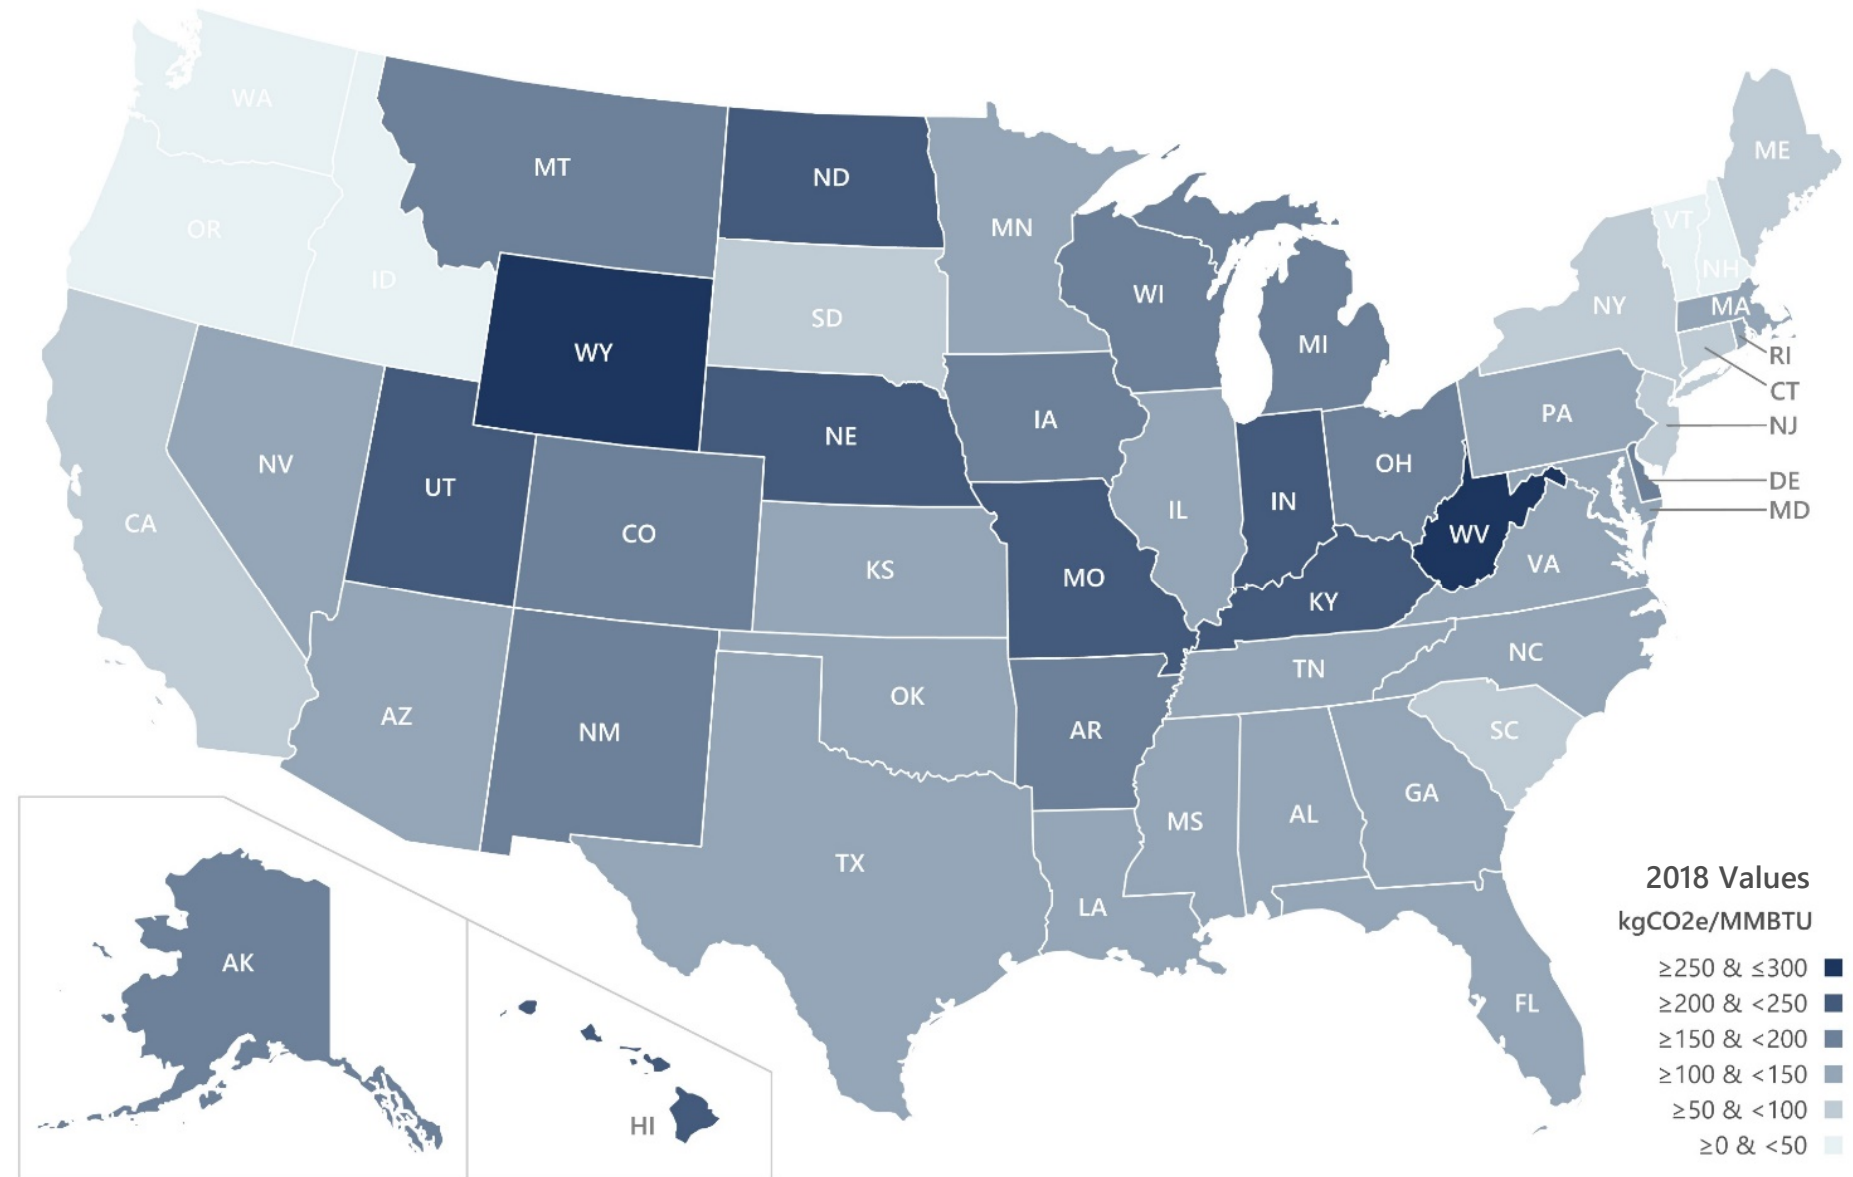 WA
MT
ND
MN
ME
OR
ID
VT
NH
WI
SD
NY
MA
MI
RI
WY
CT
IA
PA
NJ
NE
NV
OH
UT
DE
IN
IL
MD
CA
CO
WV
KS
VA
MO
KY
NC
TN
OK
AZ
NM
AR
SC
GA
AL
MS
TX
LA
FL
AK
HI
2018 Values
kgCO2e/MMBTU
≥250 & ≤300
≥200 & <250
≥150 & <200
≥100 & <150
≥50 & <100
≥0 & <50